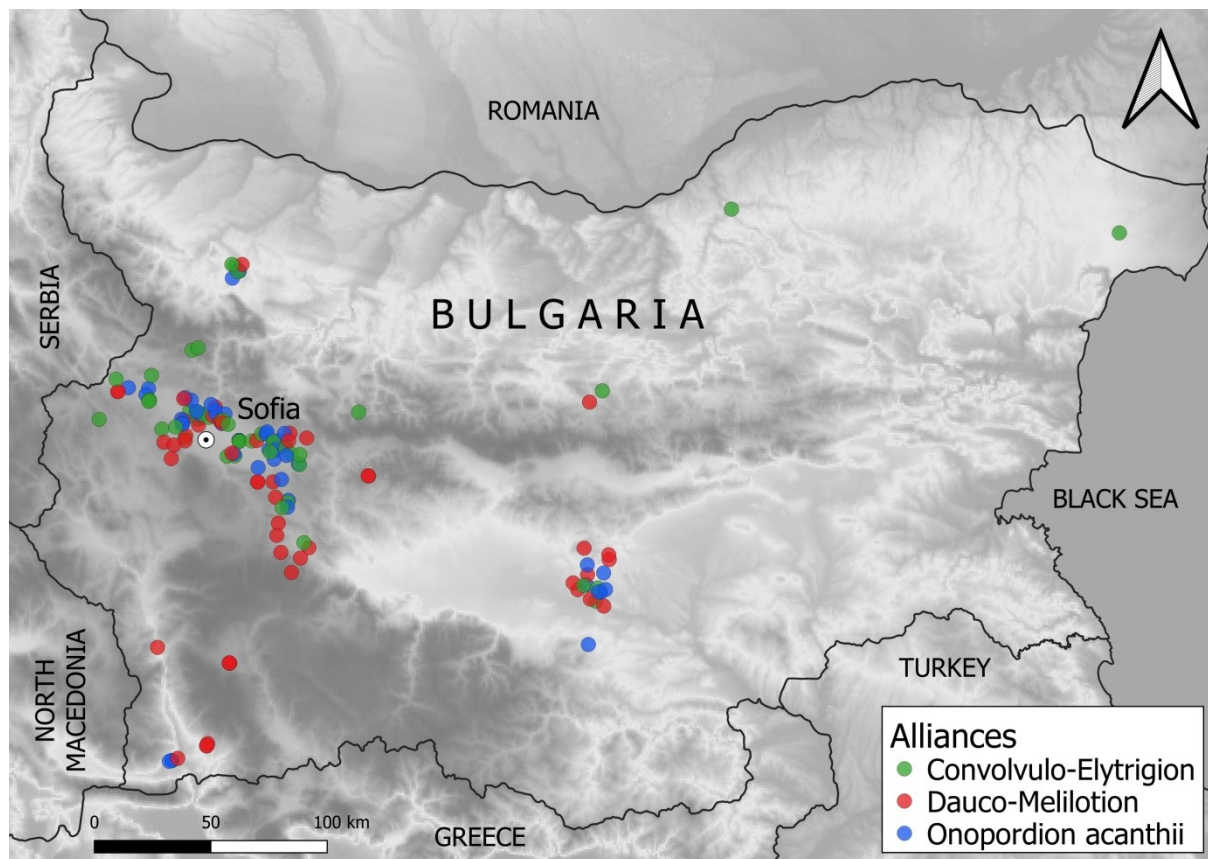 ROMANIA
SERBIA
BULGARIA
Sofia
BLACK SEA
NORTH
MACEDONIA
TURKEY
GREECE
0 50 100 km
Alliances
Convolvulo-Elytrigion
Dauco-Melilotion
Onopordion acanthii